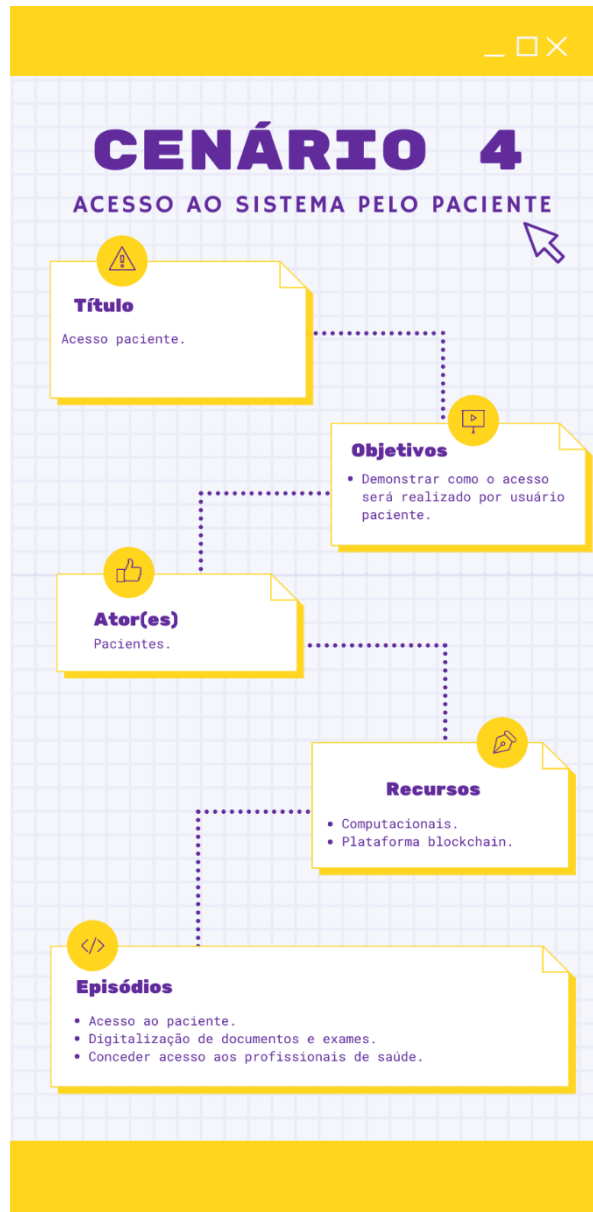 CENÁRIO 4
ACESSO AO SISTEMA PELO PACIENTE
Título
Acesso paciente.
Objetivos
• Demonstrar como o acesso
será realizado por usuário
paciente.
Ator(es)
Pacientes.
Recursos
• Computacionais.
• Plataforma blockchain.
Episódios
• Acesso ao paciente.
• Digitalização de documentos e exames.
• Conceder acesso aos profissionais de saúde.